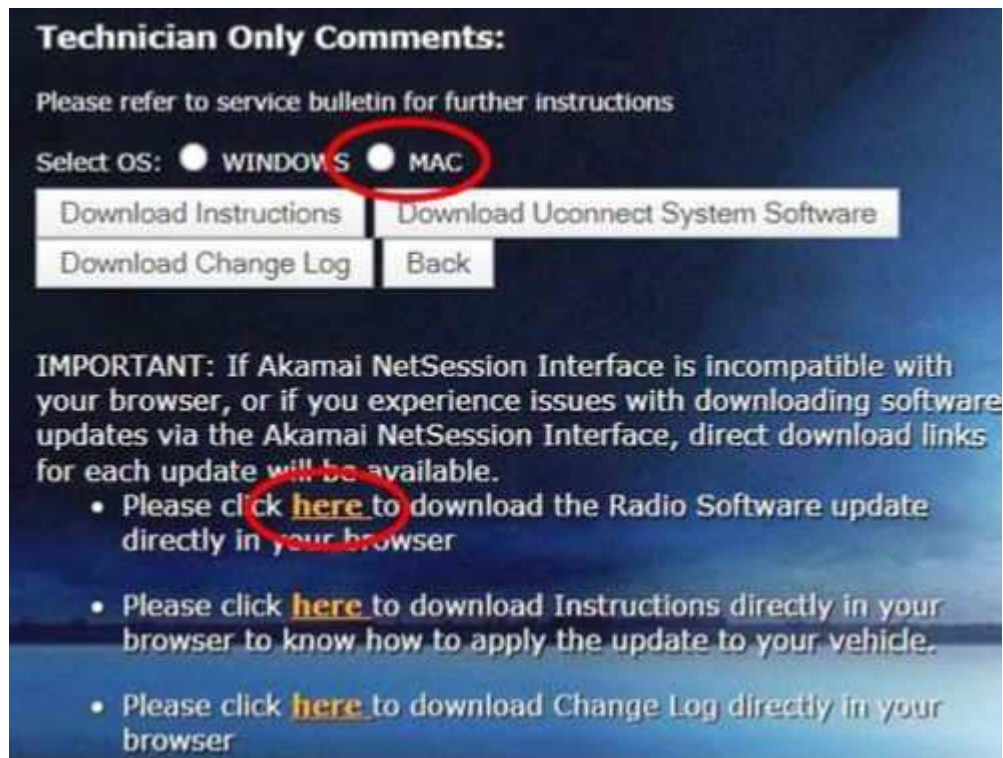 Technician Only Comments:
Please refer to service bulletin for further instructions
Select OS: WINDOWS MAC
Download Instructions Download Uconnect System Software
Download Change Log Back
IMPORTANT: If Akamai NetSession Interface is incompatible with
your browser, or if you experience issues with downloading software
updates via the Akamai NetSession Interface, direct download links
for each update will be available.
• Please click here to download the Radio Software update
directly in your browser
• Please click here to download Instructions directly in your
browser to know how to apply the update to your vehicle.
• Please click here to download Change Log directly in your
browser